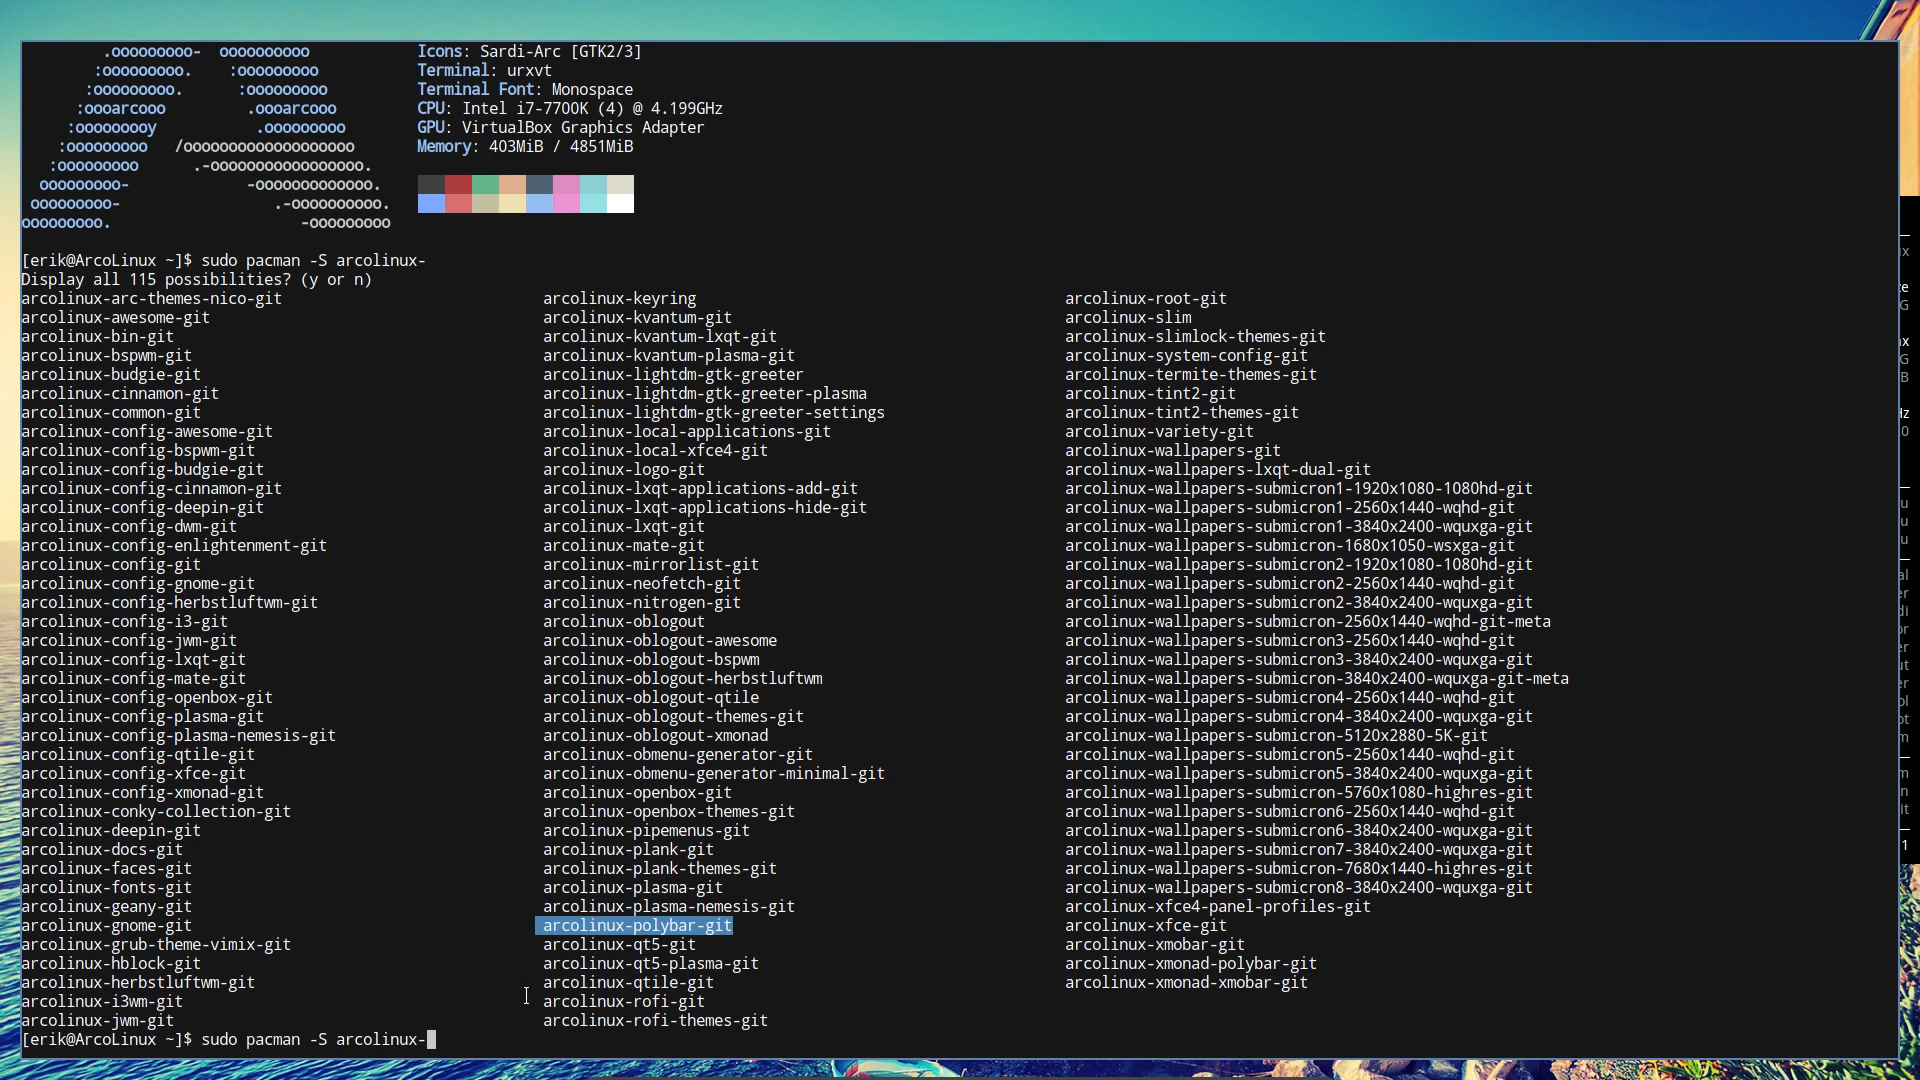 .ooooooooo-  oooooooooo Icons: Sardi-Arc [GTK2/3]
:ooooooooo.    :ooooooooo Terminal: urxvt
:ooooooooo.      :ooooooooo Terminal Font: Monospace
:oooarcooo         .oooarcooo CPU: Intel i7-7700K (4) @ 4.199GHz
:ooooooooy           .ooooooooo GPU: VirtualBox Graphics Adapter
:ooooooooo   /ooooooooooooooooooo Memory: 403MiB / 4851MiB
:ooooooooo      .-ooooooooooooooooo.
ooooooooo-             -ooooooooooooo.
ooooooooo-                 .-oooooooooo.
ooooooooo.                     -ooooooooo
[erik@ArcoLinux ~]$ sudo pacman -S arcolinux-
Display all 115 possibilities? (y or n)
arcolinux-arc-themes-nico-git arcolinux-keyring arcolinux-root-git
arcolinux-awesome-git arcolinux-kvantum-git arcolinux-slim
arcolinux-bin-git arcolinux-kvantum-lxqt-git arcolinux-slimlock-themes-git
arcolinux-bspwm-git arcolinux-kvantum-plasma-git arcolinux-system-config-git
arcolinux-budgie-git arcolinux-lightdm-gtk-greeter arcolinux-termite-themes-git
arcolinux-cinnamon-git arcolinux-lightdm-gtk-greeter-plasma arcolinux-tint2-git
arcolinux-common-git arcolinux-lightdm-gtk-greeter-settings arcolinux-tint2-themes-git
arcolinux-config-awesome-git arcolinux-local-applications-git arcolinux-variety-git
arcolinux-config-bspwm-git arcolinux-local-xfce4-git arcolinux-wallpapers-git
arcolinux-config-budgie-git arcolinux-logo-git arcolinux-wallpapers-lxqt-dual-git
arcolinux-config-cinnamon-git arcolinux-lxqt-applications-add-git arcolinux-wallpapers-submicron1-1920x1080-1080hd-git
arcolinux-config-deepin-git arcolinux-lxqt-applications-hide-git arcolinux-wallpapers-submicron1-2560x1440-wqhd-git
arcolinux-config-dwm-git arcolinux-lxqt-git arcolinux-wallpapers-submicron1-3840x2400-wquxga-git
arcolinux-config-enlightenment-git arcolinux-mate-git arcolinux-wallpapers-submicron-1680x1050-wsxga-git
arcolinux-config-git arcolinux-mirrorlist-git arcolinux-wallpapers-submicron2-1920x1080-1080hd-git
arcolinux-config-gnome-git arcolinux-neofetch-git arcolinux-wallpapers-submicron2-2560x1440-wqhd-git
arcolinux-config-herbstluftwm-git arcolinux-nitrogen-git arcolinux-wallpapers-submicron2-3840x2400-wquxga-git
arcolinux-config-i3-git arcolinux-oblogout arcolinux-wallpapers-submicron-2560x1440-wqhd-git-meta
arcolinux-config-jwm-git arcolinux-oblogout-awesome arcolinux-wallpapers-submicron3-2560x1440-wqhd-git
arcolinux-config-lxqt-git arcolinux-oblogout-bspwm arcolinux-wallpapers-submicron3-3840x2400-wquxga-git
arcolinux-config-mate-git arcolinux-oblogout-herbstluftwm arcolinux-wallpapers-submicron-3840x2400-wquxga-git-meta
arcolinux-config-openbox-git arcolinux-oblogout-qtile arcolinux-wallpapers-submicron4-2560x1440-wqhd-git
arcolinux-config-plasma-git arcolinux-oblogout-themes-git arcolinux-wallpapers-submicron4-3840x2400-wquxga-git
arcolinux-config-plasma-nemesis-git arcolinux-oblogout-xmonad arcolinux-wallpapers-submicron-5120x2880-5K-git
arcolinux-config-qtile-git arcolinux-obmenu-generator-git arcolinux-wallpapers-submicron5-2560x1440-wqhd-git
arcolinux-config-xfce-git arcolinux-obmenu-generator-minimal-git arcolinux-wallpapers-submicron5-3840x2400-wquxga-git
arcolinux-config-xmonad-git arcolinux-openbox-git arcolinux-wallpapers-submicron-5760x1080-highres-git
arcolinux-conky-collection-git arcolinux-openbox-themes-git arcolinux-wallpapers-submicron6-2560x1440-wqhd-git
arcolinux-deepin-git arcolinux-pipemenus-git arcolinux-wallpapers-submicron6-3840x2400-wquxga-git
arcolinux-docs-git arcolinux-plank-git arcolinux-wallpapers-submicron7-3840x2400-wquxga-git
arcolinux-faces-git arcolinux-plank-themes-git arcolinux-wallpapers-submicron-7680x1440-highres-git
arcolinux-fonts-git arcolinux-plasma-git arcolinux-wallpapers-submicron8-3840x2400-wquxga-git
arcolinux-geany-git arcolinux-plasma-nemesis-git arcolinux-xfce4-panel-profiles-git
arcolinux-gnome-git arcolinux-polybar-git arcolinux-xfce-git
arcolinux-grub-theme-vimix-git arcolinux-qt5-git arcolinux-xmobar-git
arcolinux-hblock-git arcolinux-qt5-plasma-git arcolinux-xmonad-polybar-git
arcolinux-herbstluftwm-git arcolinux-qtile-git arcolinux-xmonad-xmobar-git
arcolinux-i3wm-git arcolinux-rofi-git
arcolinux-jwm-git arcolinux-rofi-themes-git
[erik@ArcoLinux ~]$ sudo pacman -S arcolinux-